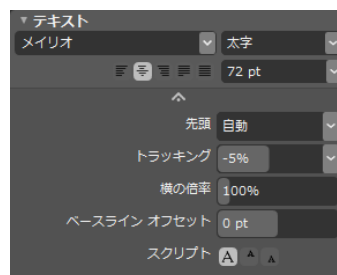 テキスト
メイリオ 太字
72 pt
先頭 自動
トラッキング -5%
横の倍率 100%
ベースライン オフセット 0 pt
スクリプト A A A